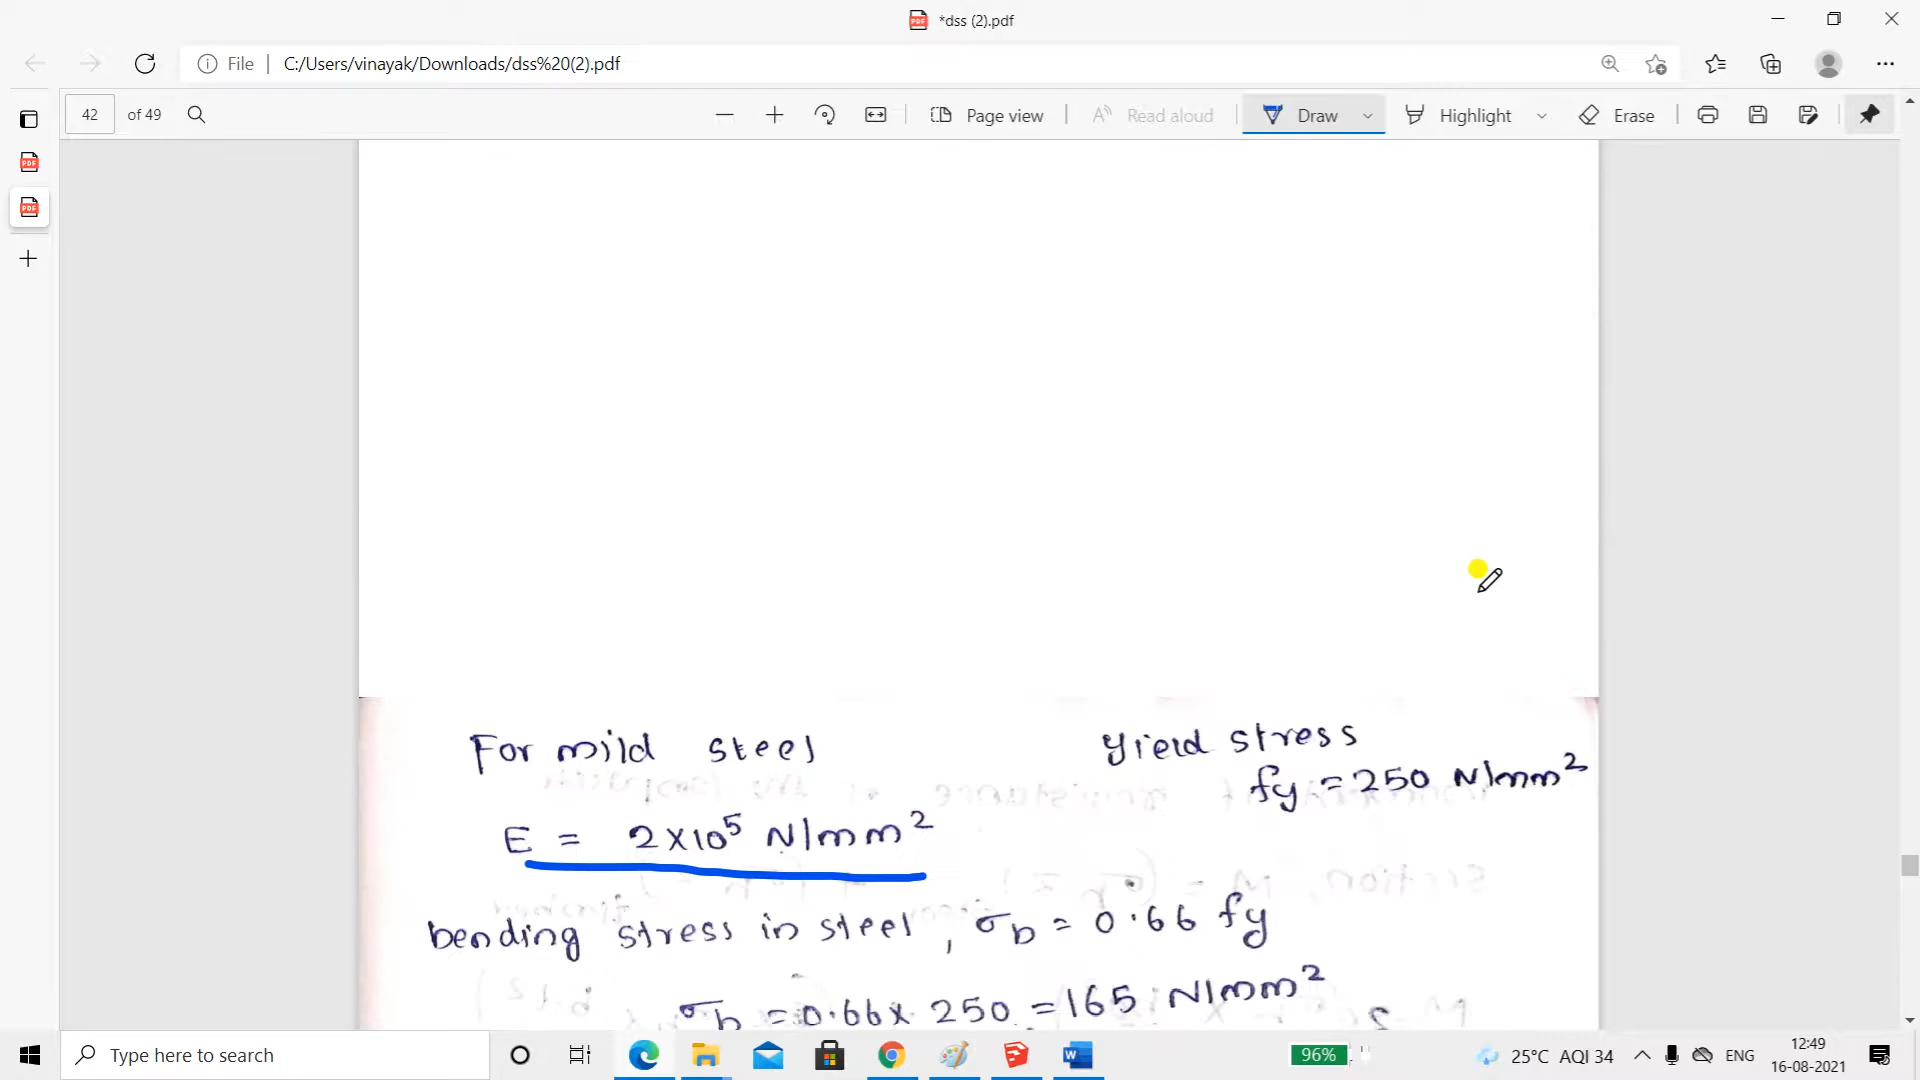 *dss (2).pdf
File
C:/Users/vinayak/Downloads/dss%20(2).pdf
42 of 49
Page view
Read aloud
Draw
Highlight
Erase
For mild steel
Yield stress
fy = 250 N/mm²
E = 2×10⁵ N/mm²
bending stress in steel, σb = 0.66 fy
σb = 0.66× 250 = 165 N/mm²
Type here to search
96%
25°C AQI 34
ENG
12:49
16-08-2021